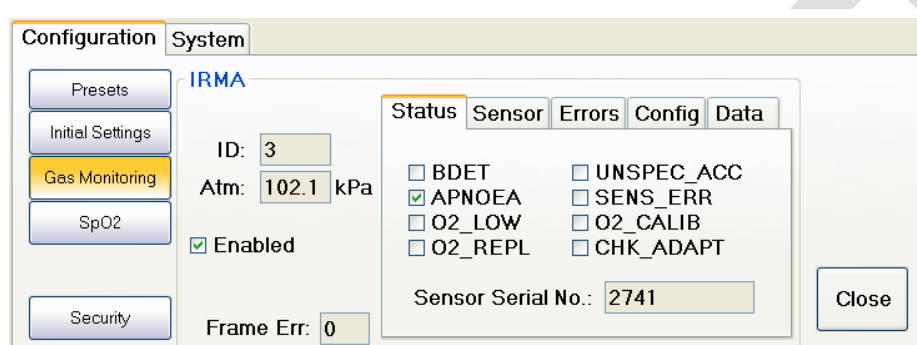 Configuration System
Presets
Initial Settings
Gas Monitoring
SpO2
Security
IRMA
ID: 3
Atm: 102.1 kPa
Enabled
Frame Err: 0
Status Sensor Errors Config Data
BDET UNSPEC_ACC
APNOEA SENS_ERR
O2_LOW O2_CALIB
O2_REPL CHK_ADAPT
Sensor Serial No.: 2741
Close